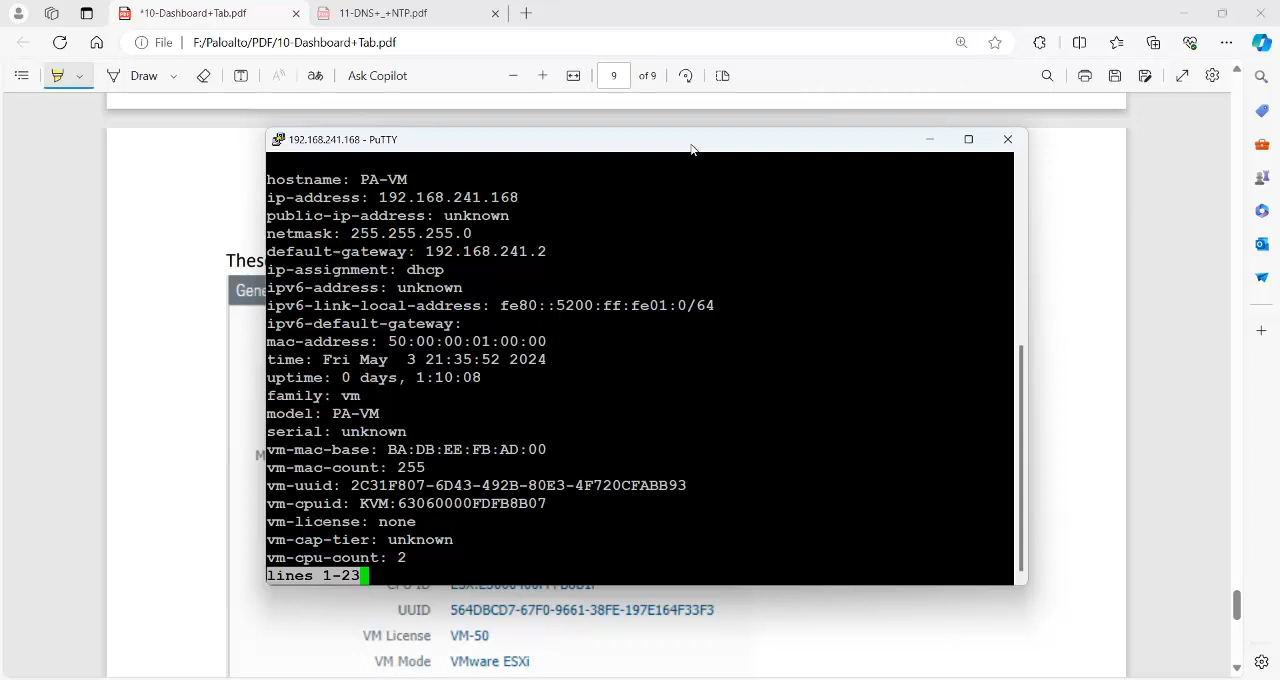 *10-Dashboard+Tab.pdf
11-DNS+_+NTP.pdf
File | F:/Paloalto/PDF/10-Dashboard+Tab.pdf
Draw
Ask Copilot
9 of 9
192.168.241.168 - PuTTY
hostname: PA-VM
ip-address: 192.168.241.168
public-ip-address: unknown
netmask: 255.255.255.0
default-gateway: 192.168.241.2
ip-assignment: dhcp
ipv6-address: unknown
ipv6-link-local-address: fe80::5200:ff:fe01:0/64
ipv6-default-gateway:
mac-address: 50:00:00:01:00:00
time: Fri May  3 21:35:52 2024
uptime: 0 days, 1:10:08
family: vm
model: PA-VM
serial: unknown
vm-mac-base: BA:DB:EE:FB:AD:00
vm-mac-count: 255
vm-uuid: 2C31F807-6D43-492B-80E3-4F720CFABB93
vm-cpuid: KVM:63060000FDFB8B07
vm-license: none
vm-cap-tier: unknown
vm-cpu-count: 2
lines 1-23
Thes
Gene
M
UUID 564DBCD7-67F0-9661-38FE-197E164F33F3
VM License VM-50
VM Mode VMware ESXi